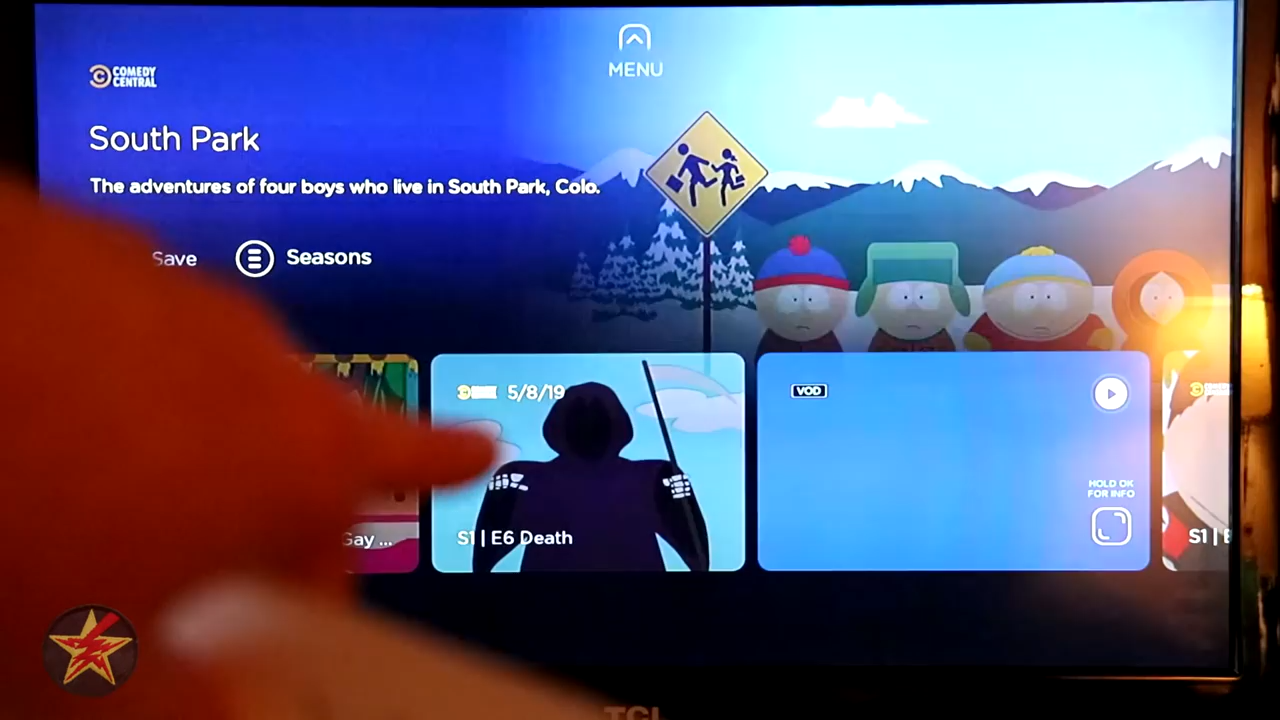 MENU
COMEDY
CENTRAL
South Park
The adventures of four boys who live in South Park, Colo.
Save
Seasons
5/8/19
VOD
HOLD OK
FOR INFO
Gay ...
S1 | E6 Death
S1 | E
TCL